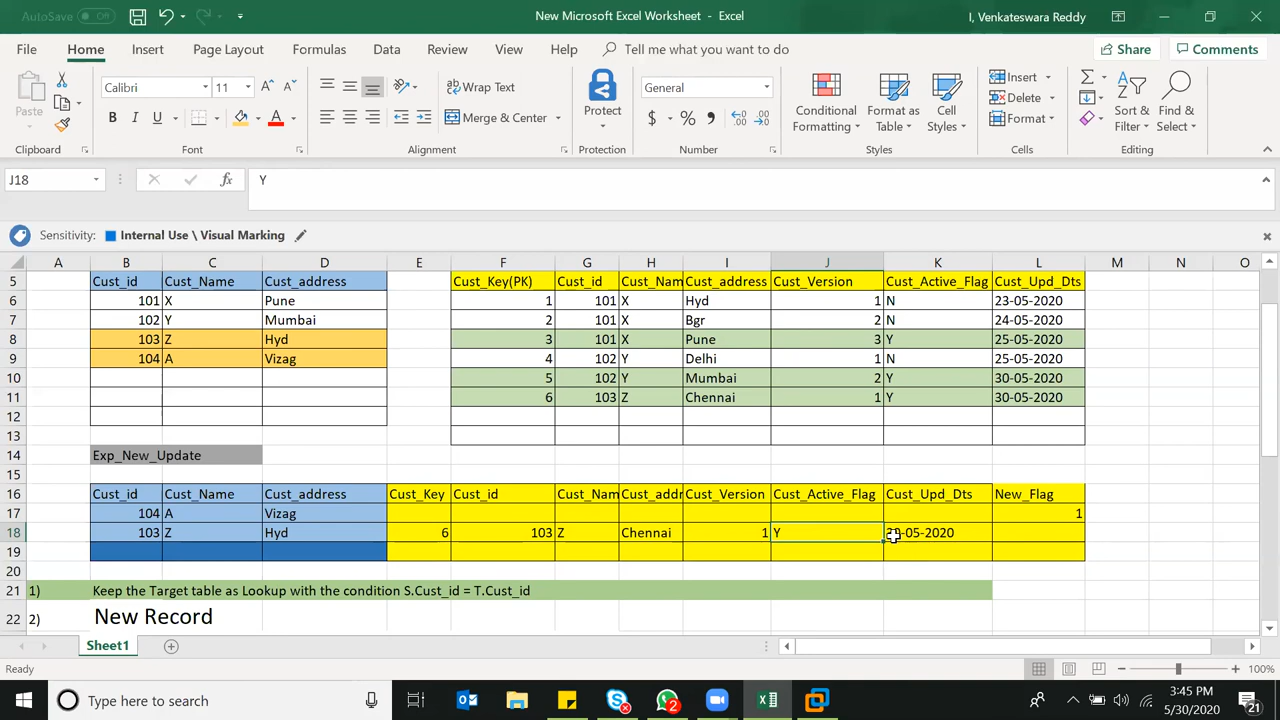 AutoSave Off New Microsoft Excel Worksheet - Excel I, Venkateswara Reddy
File Home Insert Page Layout Formulas Data Review View Help Tell me what you want to do Share Comments
Calibri 11 A A Wrap Text General Insert
Paste B I U A Merge & Center Protect $ % Conditional Formatting Format as Table Cell Styles Delete Format Sort & Filter Find & Select
Clipboard Font Alignment Protection Number Styles Cells Editing
J18 fx Y
Sensitivity: Internal Use \ Visual Marking
A B C D E F G H I J K L M N O
5 Cust_id Cust_Name Cust_address Cust_Key(PK) Cust_id Cust_Nam Cust_address Cust_Version Cust_Active_Flag Cust_Upd_Dts
6 101 X Pune 1 101 X Hyd 1 N 23-05-2020
7 102 Y Mumbai 2 101 X Bgr 2 N 24-05-2020
8 103 Z Hyd 3 101 X Pune 3 Y 25-05-2020
9 104 A Vizag 4 102 Y Delhi 1 N 25-05-2020
10 5 102 Y Mumbai 2 Y 30-05-2020
11 6 103 Z Chennai 1 Y 30-05-2020
12
13
14 Exp_New_Update
15
16 Cust_id Cust_Name Cust_address Cust_Key Cust_id Cust_Nam Cust_addr Cust_Version Cust_Active_Flag Cust_Upd_Dts New_Flag
17 104 A Vizag 1
18 103 Z Hyd 6 103 Z Chennai 1 Y -05-2020
19
20
21 1) Keep the Target table as Lookup with the condition S.Cust_id = T.Cust_id
22 2) New Record
Sheet1
Ready 100%
Type here to search 2 3:45 PM
5/30/2020 21